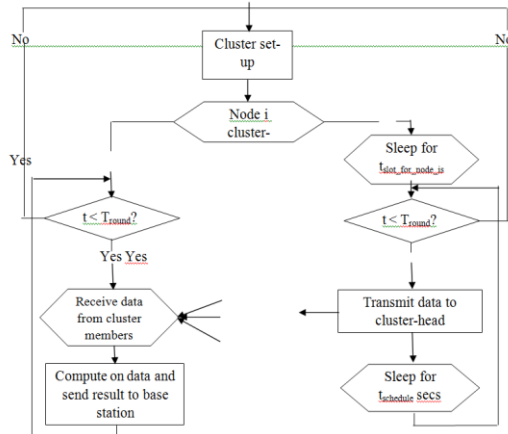 No
No
Cluster set-
up
Node i
cluster-
Sleep for
tslot_for_node_is
Yes
t < Tround?
t < Tround?
Yes Yes
Receive data
from cluster
members
Transmit data to
cluster-head
Compute on data and
send result to base
station
Sleep for
tschedule secs